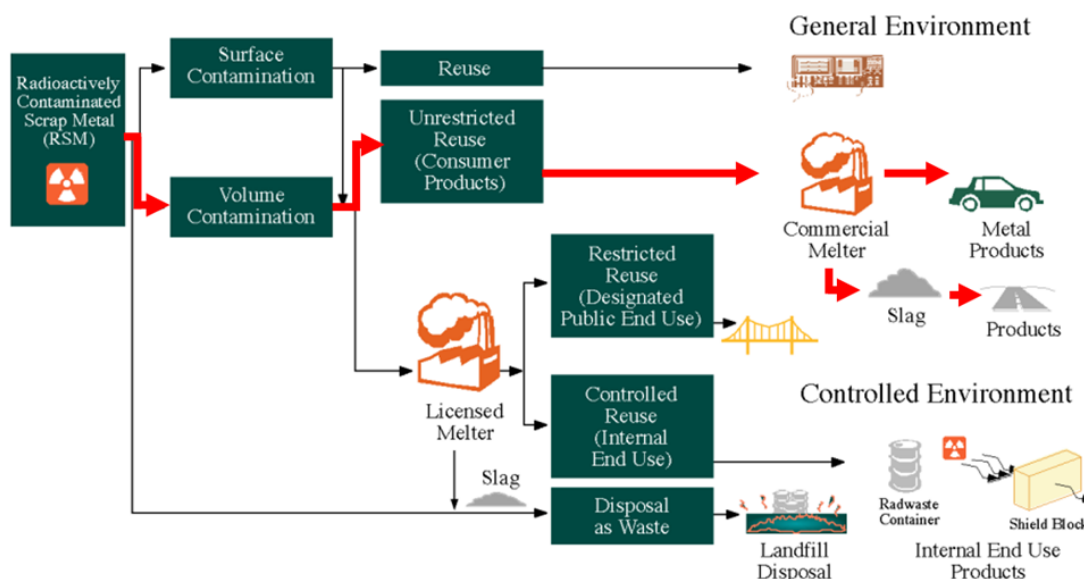 General Environment
Radioactively
Contaminated
Scrap Metal
(RSM)
Surface
Contamination
Reuse
Unrestricted
Reuse
(Consumer
Products)
Volume
Contamination
Commercial
Melter
Metal
Products
Slag
Products
Restricted
Reuse
(Designated
Public End Use)
Licensed
Melter
Controlled Environment
Controlled
Reuse
(Internal
End Use)
Radwaste
Container
Shield Block
Slag
Disposal
as Waste
Landfill
Disposal
Internal End Use
Products